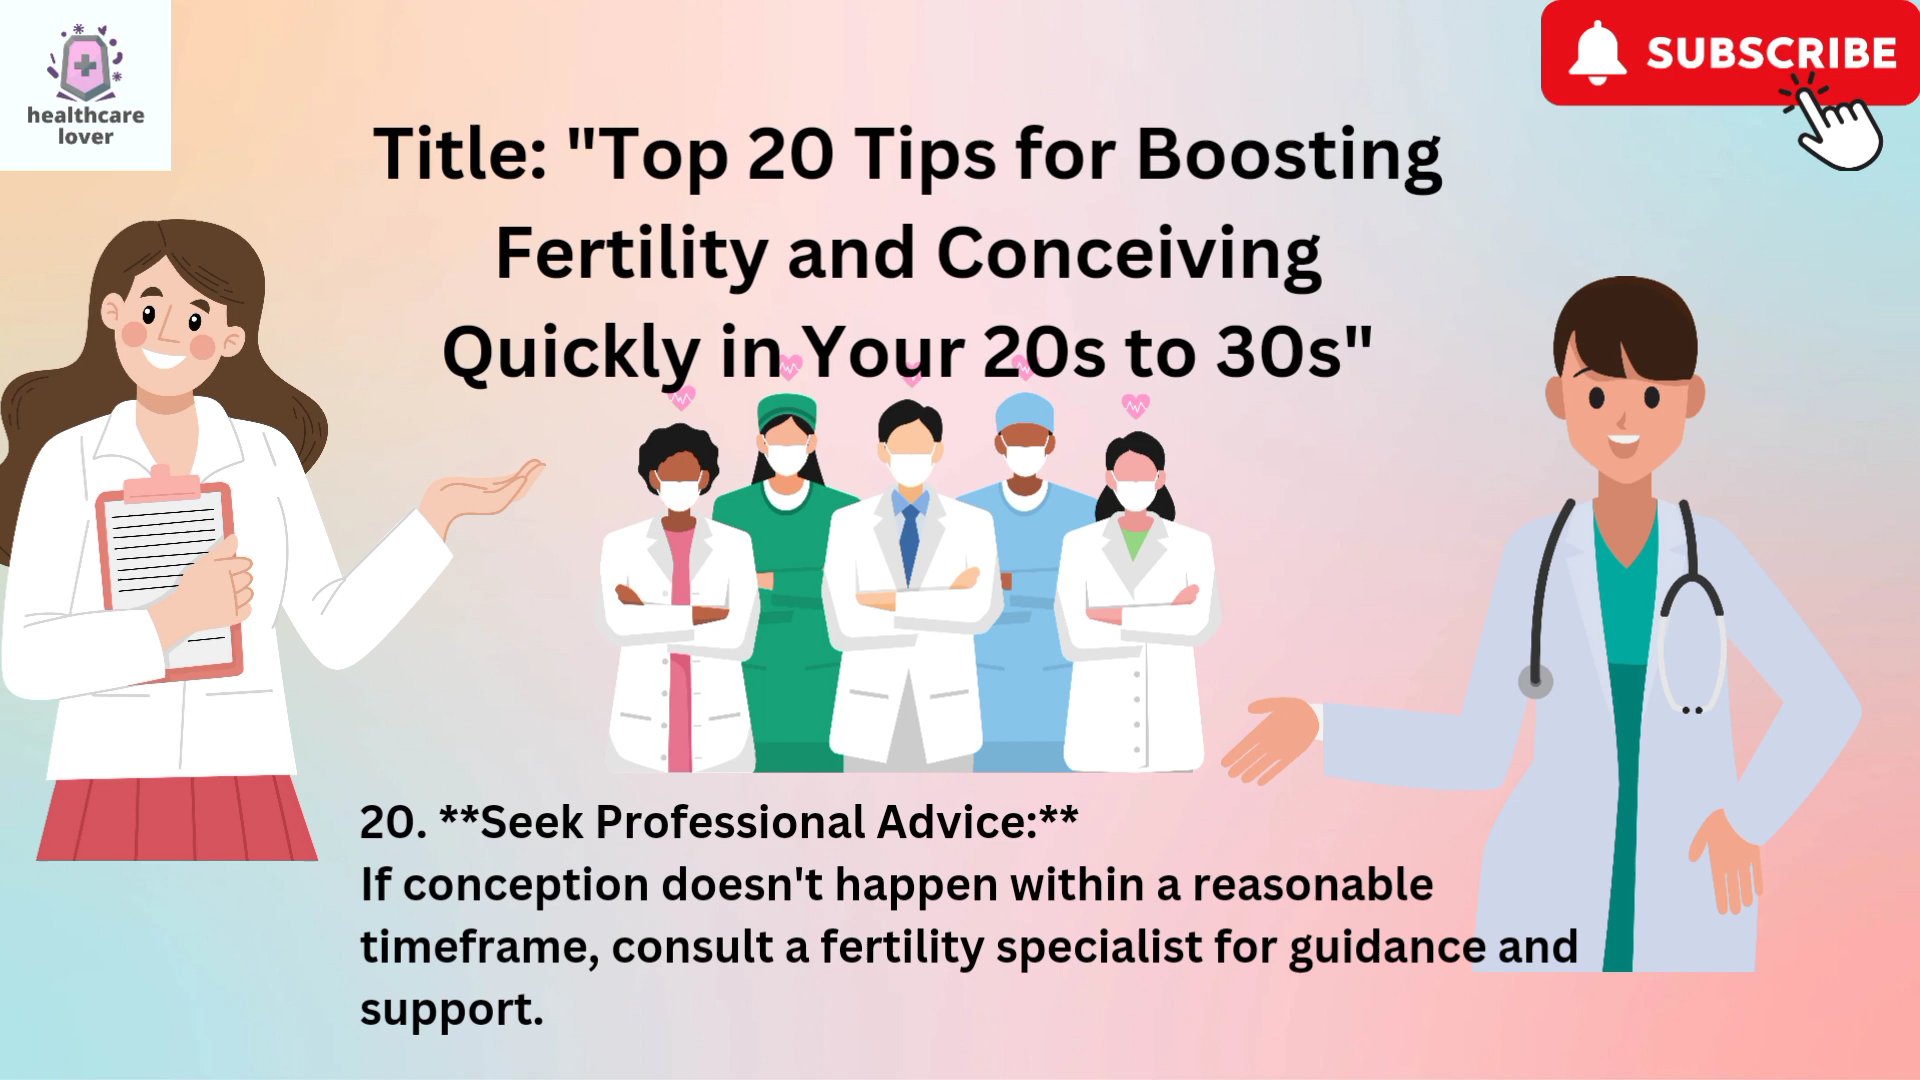 healthcare
lover
SUBSCRIBE
Title: "Top 20 Tips for Boosting
Fertility and Conceiving
Quickly in Your 20s to 30s"
20. **Seek Professional Advice:**
If conception doesn't happen within a reasonable
timeframe, consult a fertility specialist for guidance and
support.